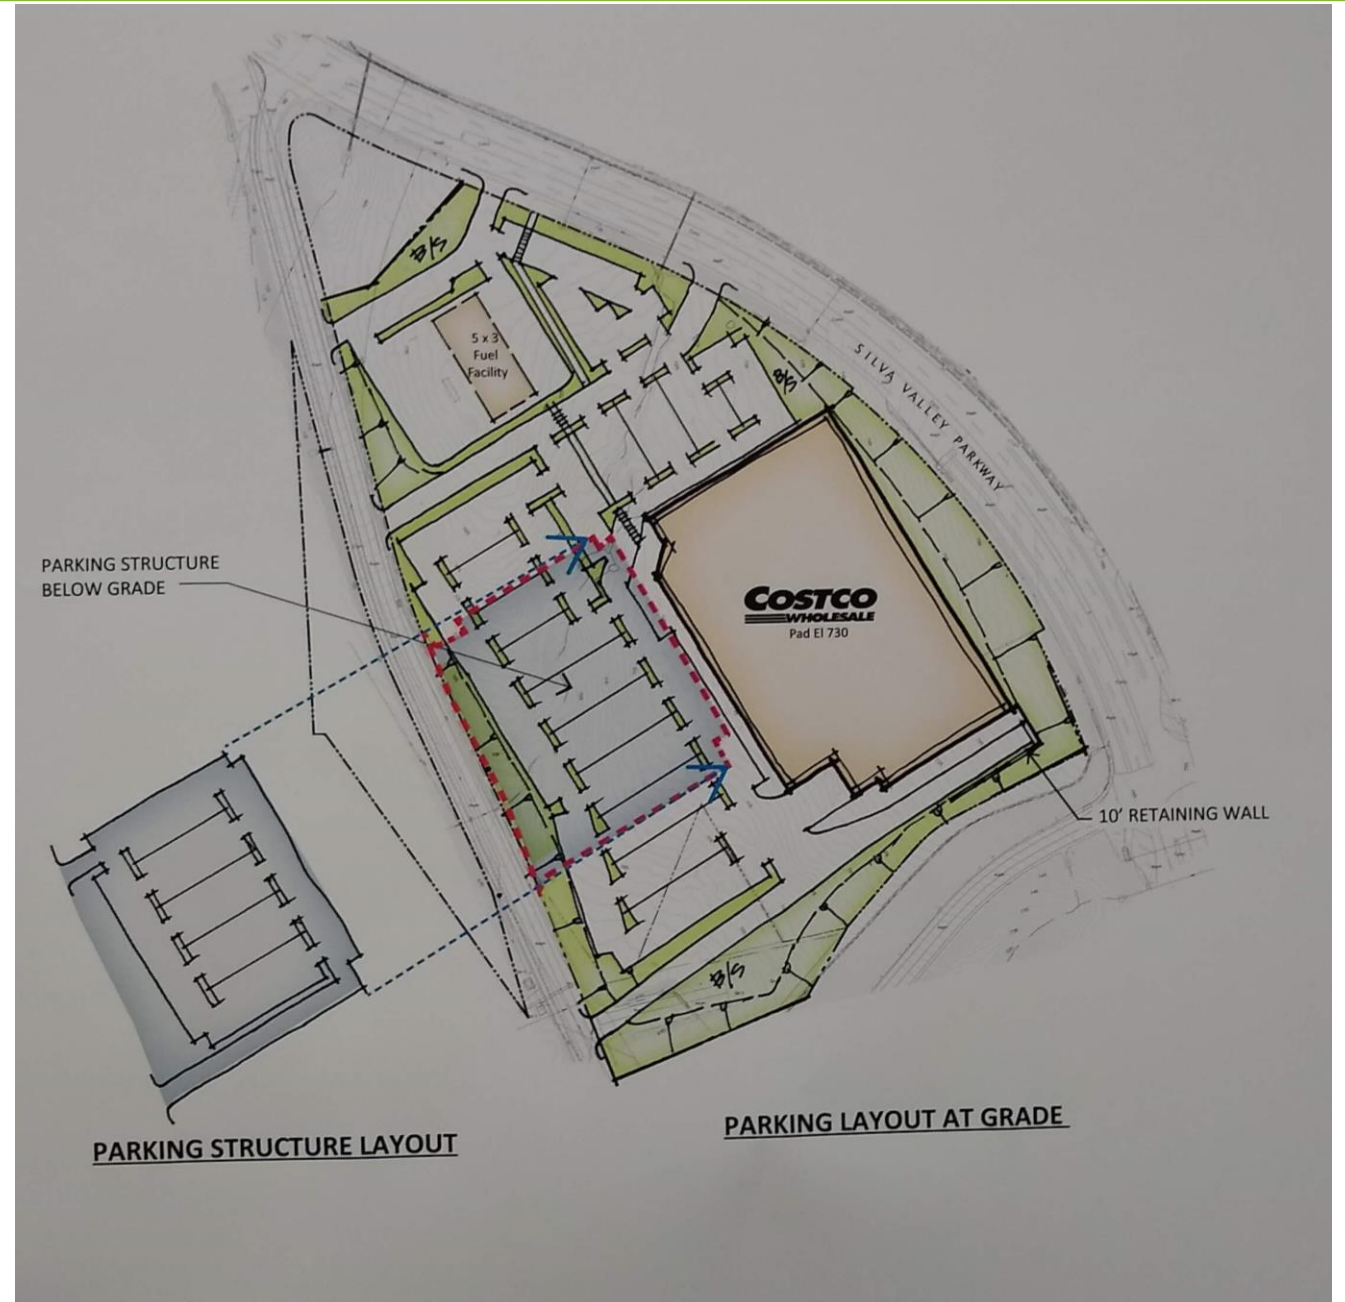 B/S
5 x 3
Fuel
Facility
B/S
SILVA VALLEY PARKWAY
PARKING STRUCTURE
BELOW GRADE
COSTCO
WHOLESALE
Pad El 730
10' RETAINING WALL
B/S
PARKING STRUCTURE LAYOUT
PARKING LAYOUT AT GRADE